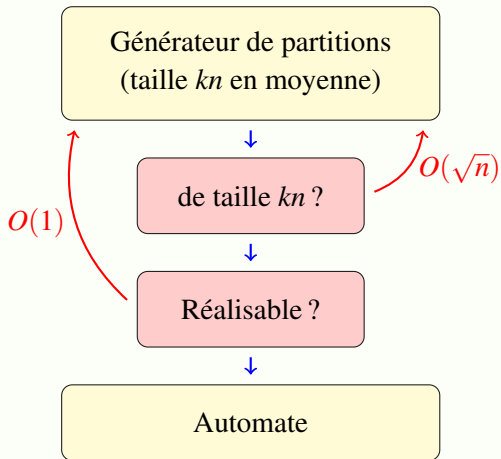 Générateur de partitions
(taille kn en moyenne)
de taille kn ?
O(√n)
O(1)
Réalisable ?
Automate